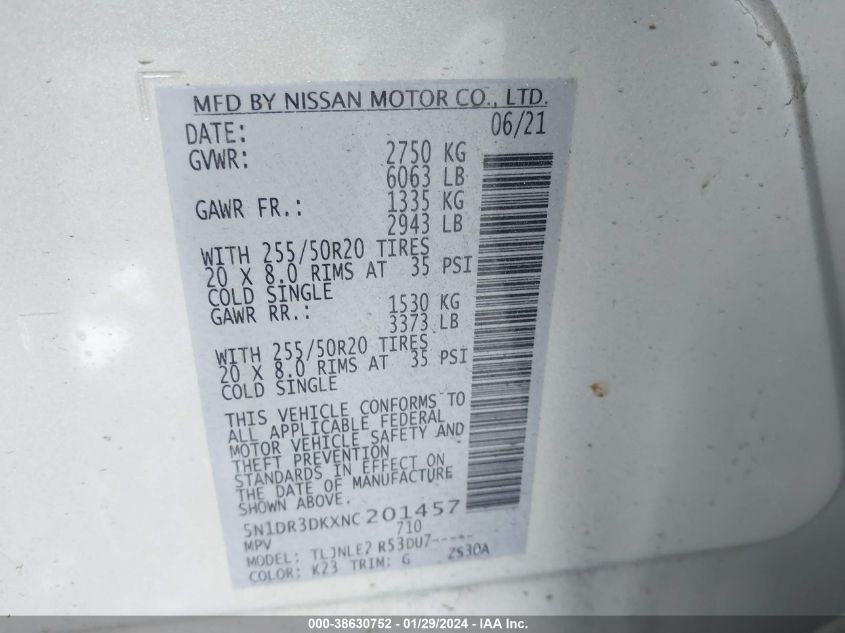 MFD BY NISSAN MOTOR CO., LTD.
DATE: 06/21
GVWR: 2750 KG
6063 LB
GAWR FR.: 1335 KG
2943 LB
WITH 255/50R20 TIRES
20 X 8.0 RIMS AT 35 PSI
COLD SINGLE
GAWR RR.: 1530 KG
3373 LB
WITH 255/50R20 TIRES
20 X 8.0 RIMS AT 35 PSI
COLD SINGLE
THIS VEHICLE CONFORMS TO
ALL APPLICABLE FEDERAL
MOTOR VEHICLE SAFETY AND
THEFT PREVENTION
STANDARDS IN EFFECT ON
THE DATE OF MANUFACTURE
SHOWN ABOVE.
5N1DR3DKXNC201457
MPV 710
MODEL: TLJNLE7 R53DU7-----
COLOR: K23 TRIM: G ZS30A
000-38630752 - 01/29/2024 - IAA Inc.